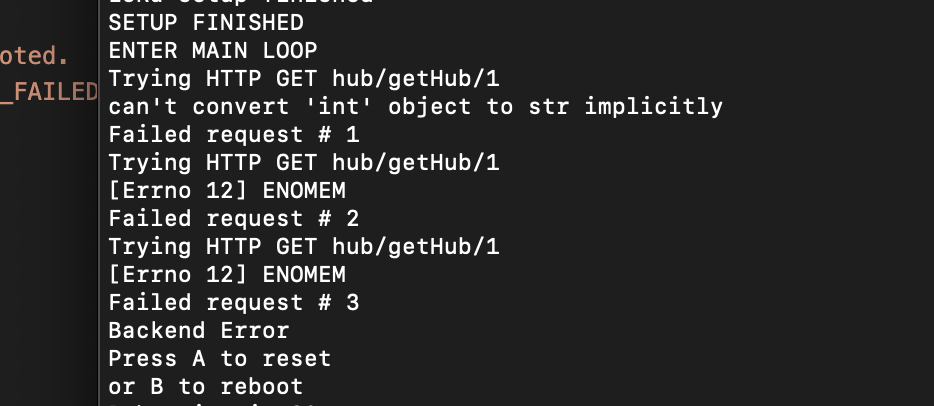 SETUP FINISHED
ENTER MAIN LOOP
Trying HTTP GET hub/getHub/1
can't convert 'int' object to str implicitly
Failed request # 1
Trying HTTP GET hub/getHub/1
[Errno 12] ENOMEM
Failed request # 2
Trying HTTP GET hub/getHub/1
[Errno 12] ENOMEM
Failed request # 3
Backend Error
Press A to reset
or B to reboot
oted.
_FAILED